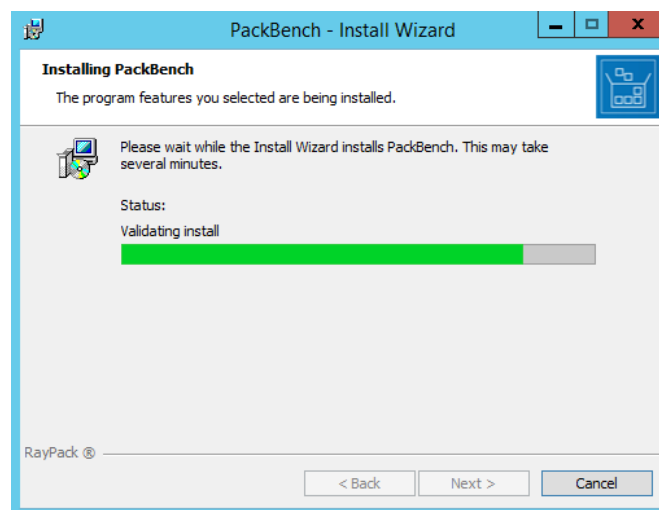 PackBench - Install Wizard
Installing PackBench
The program features you selected are being installed.
Please wait while the Install Wizard installs PackBench. This may take
several minutes.
Status:
Validating install
RayPack ®
< Back
Next >
Cancel